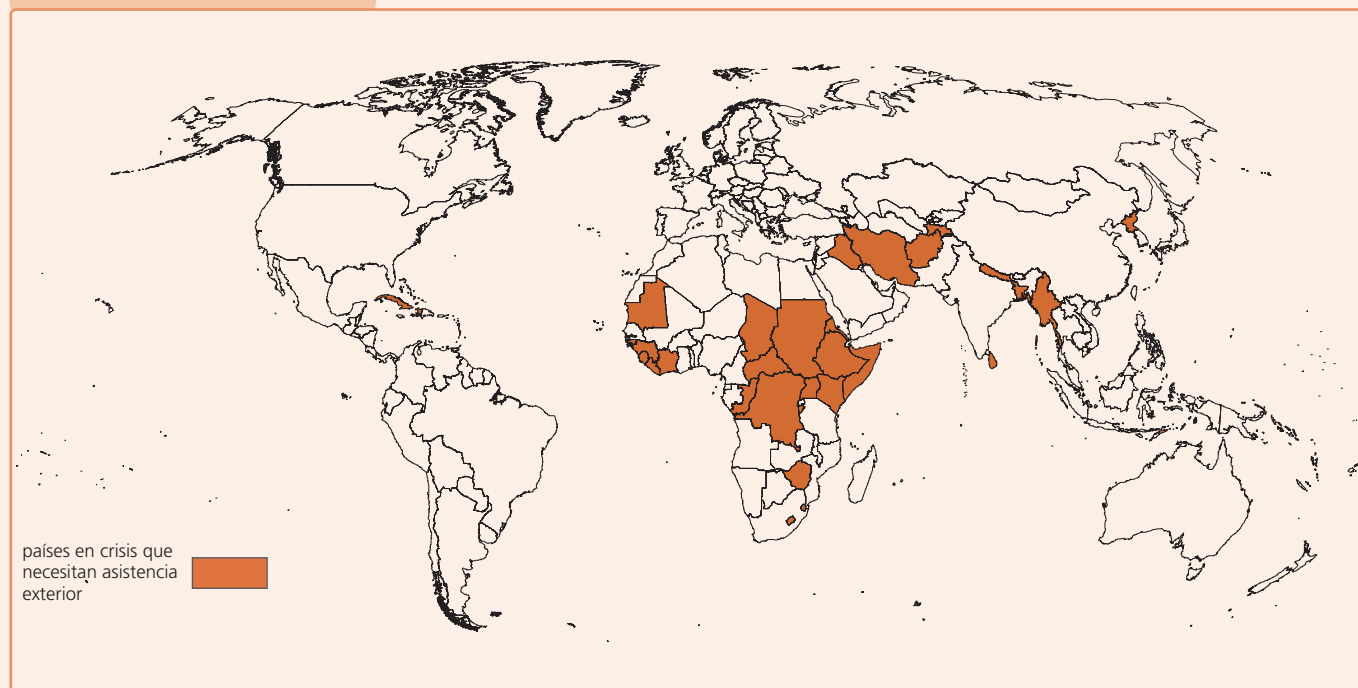 países en crisis que
necesitan asistencia
exterior